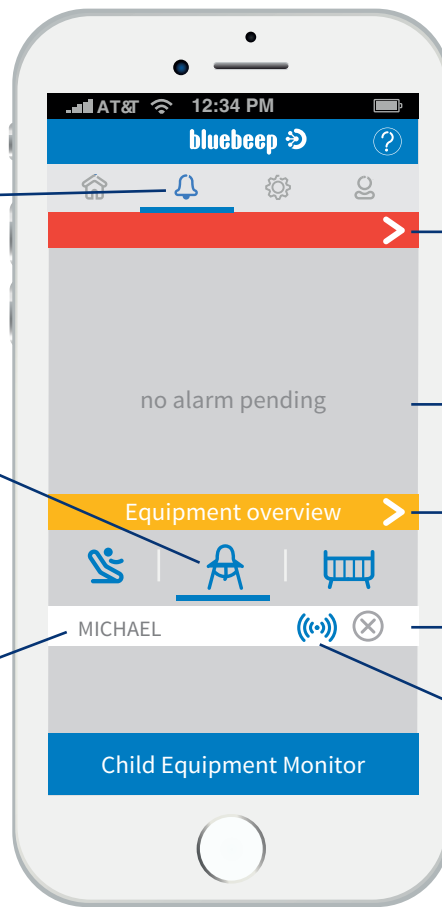 AT&T 12:34 PM
bluebeep
?
no alarm pending
Equipment overview
MICHAEL
Child Equipment Monitor